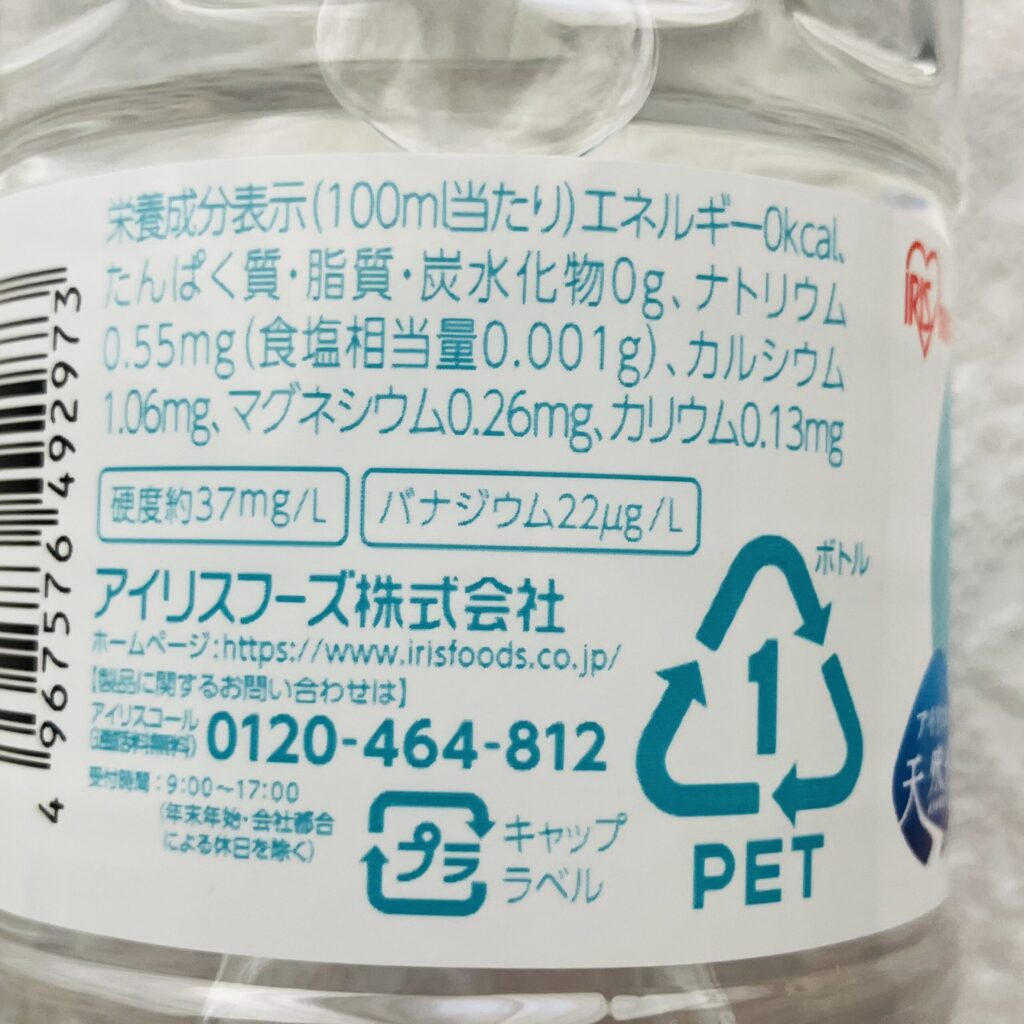 栄養成分表示(100ml当たり)エネルギー0kcal、
たんぱく質・脂質・炭水化物0g、ナトリウム
0.55mg(食塩相当量0.001g)、カルシウム
1.06mg、マグネシウム0.26mg、カリウム0.13mg
硬度約37mg/L
バナジウム22μg/L
アイリスフーズ株式会社
ホームページ:https://www.irisfoods.co.jp/
【製品に関するお問い合わせは】
アイリスコール
(通話料無料)
0120-464-812
受付時間:9:00〜17:00
(年末年始・会社都合
による休日を除く)
プラ
キャップ
ラベル
ボトル
1
PET
4967576492973
IRIS
天然